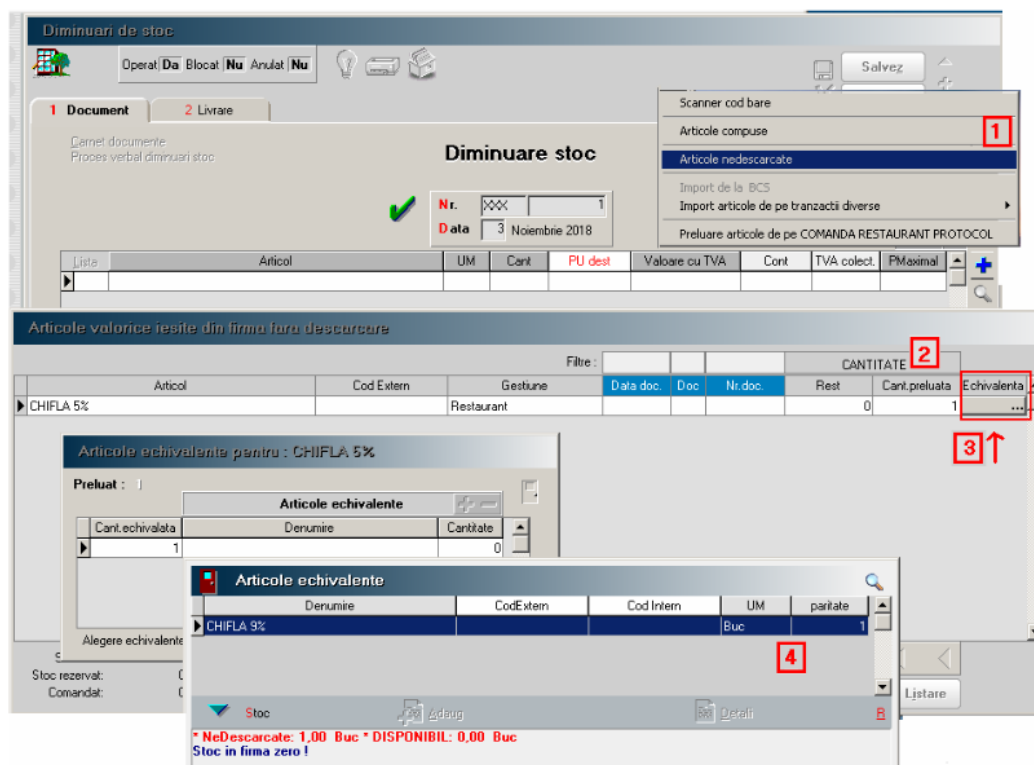 Diminuari de stoc
Operat Da Blocat Nu Anulat Nu
Salvez
1 Document 2 Livrare
Scanner cod bare
Articole compuse
1
Articole nedescarcate
Import de la BCS
Import articole de pe tranzactii diverse
Preluare articole de pe COMANDA RESTAURANT PROTOCOL
Carnet documente
Proces verbal diminuari stoc
Diminuare stoc
Nr. XXX 1
Data 3 Noiembrie 2018
Lista Articol UM Cant PU dest Valoare cu TVA Cont TVA colect. PMaximal
Articole valorice iesite din firma fara descarcare
Filtre : CANTITATE 2
Articol Cod Extern Gestiune Data doc. Doc Nr.doc. Rest Cant.preluata Echivalenta
CHIFLA 5% Restaurant 0 1 ...
3
Articole echivalente pentru : CHIFLA 5%
Preluat :
Articole echivalente
Cant.echivalata Denumire Cantitate
1 0
Articole echivalente
Denumire CodExtern Cod Intern UM paritate
CHIFLA 9% Buc 1
Alegere echivalente
4
Stoc rezervat:
Comandat:
Listare
Stoc Adaug Detalii R
* NeDescarcate: 1,00 Buc * DISPONIBIL: 0,00 Buc
Stoc in firma zero !